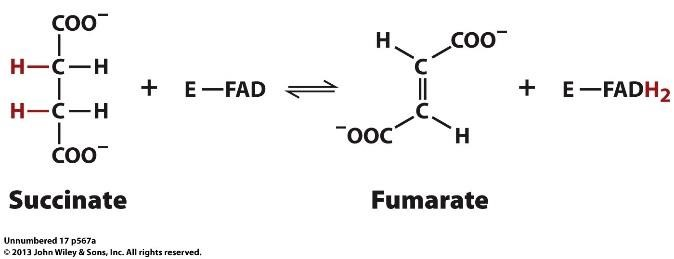 COO⁻
H—C—H + E—FAD ⇌ H COO⁻ C + E—FADH₂
H—C—H C
COO⁻ ⁻OOC H
Succinate Fumarate
Unnumbered 17 p567a
© 2013 John Wiley & Sons, Inc. All rights reserved.